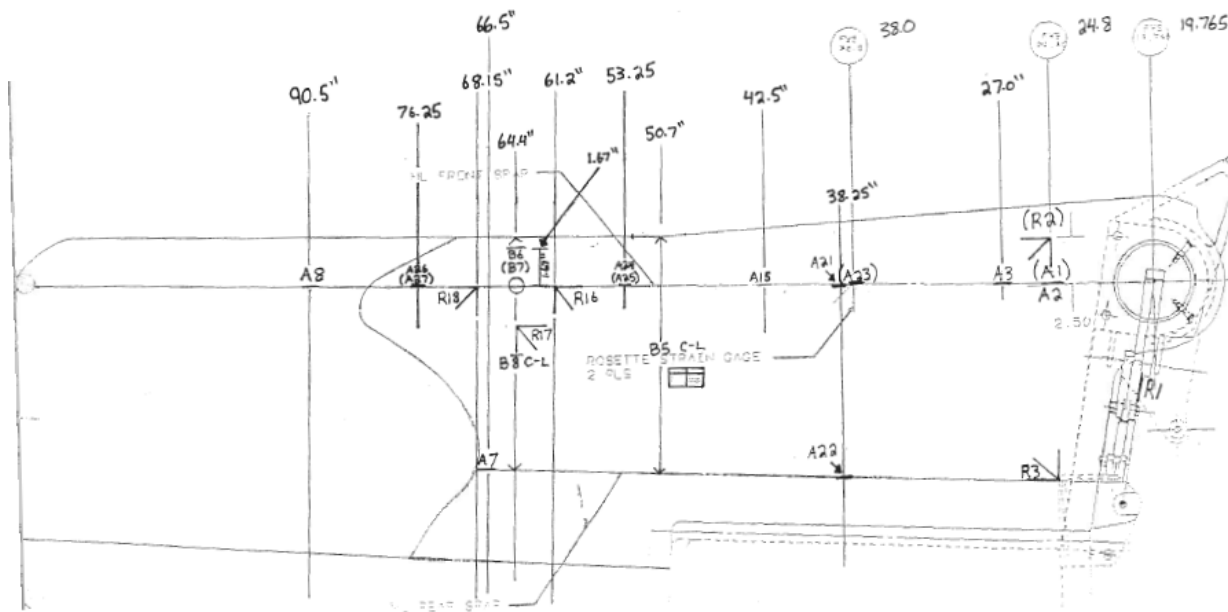 66.5"
38.0
24.8
19.765
90.5"
76.25
68.15"
61.2"
53.25
42.5"
27.0"
64.4"
1.67"
50.7"
38.25"
FRONT SPAR
B6
(B7)
A8
A26
(A27)
R18
R16
A24
(A25)
A15
A21
(A23)
A3
(R2)
(A1)
A2
2.50
R17
B8 C-L
B5 C-L
ROSETTE STRAIN GAGE
2 PLS
R1
A7
A22
R3
REAR SPAR